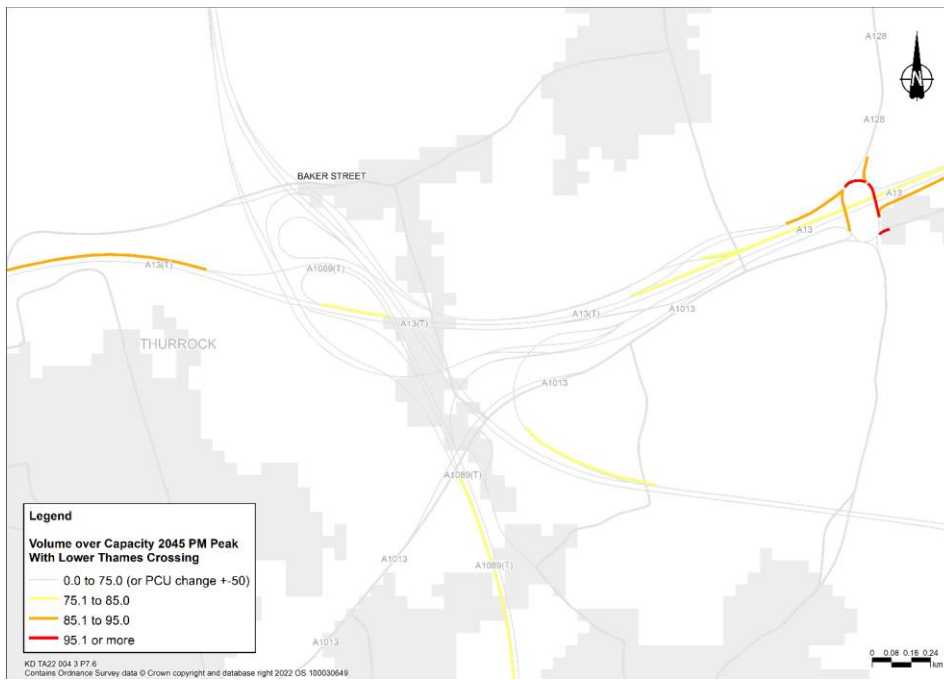 A128
N
A128
BAKER STREET
A13
A13
A13(T)
A1089(T)
A13(T)
A13(T)
A1013
THURROCK
A1013
A1089(T)
Legend
Volume over Capacity 2045 PM Peak
With Lower Thames Crossing
0.0 to 75.0 (or PCU change +-50)
75.1 to 85.0
85.1 to 95.0
95.1 or more
A1013
A1089(T)
A1013
KD TA22 004 3 P7.6
Contains Ordnance Survey data © Crown copyright and database right 2022 OS 100030649
0 0.08 0.16 0.24
km